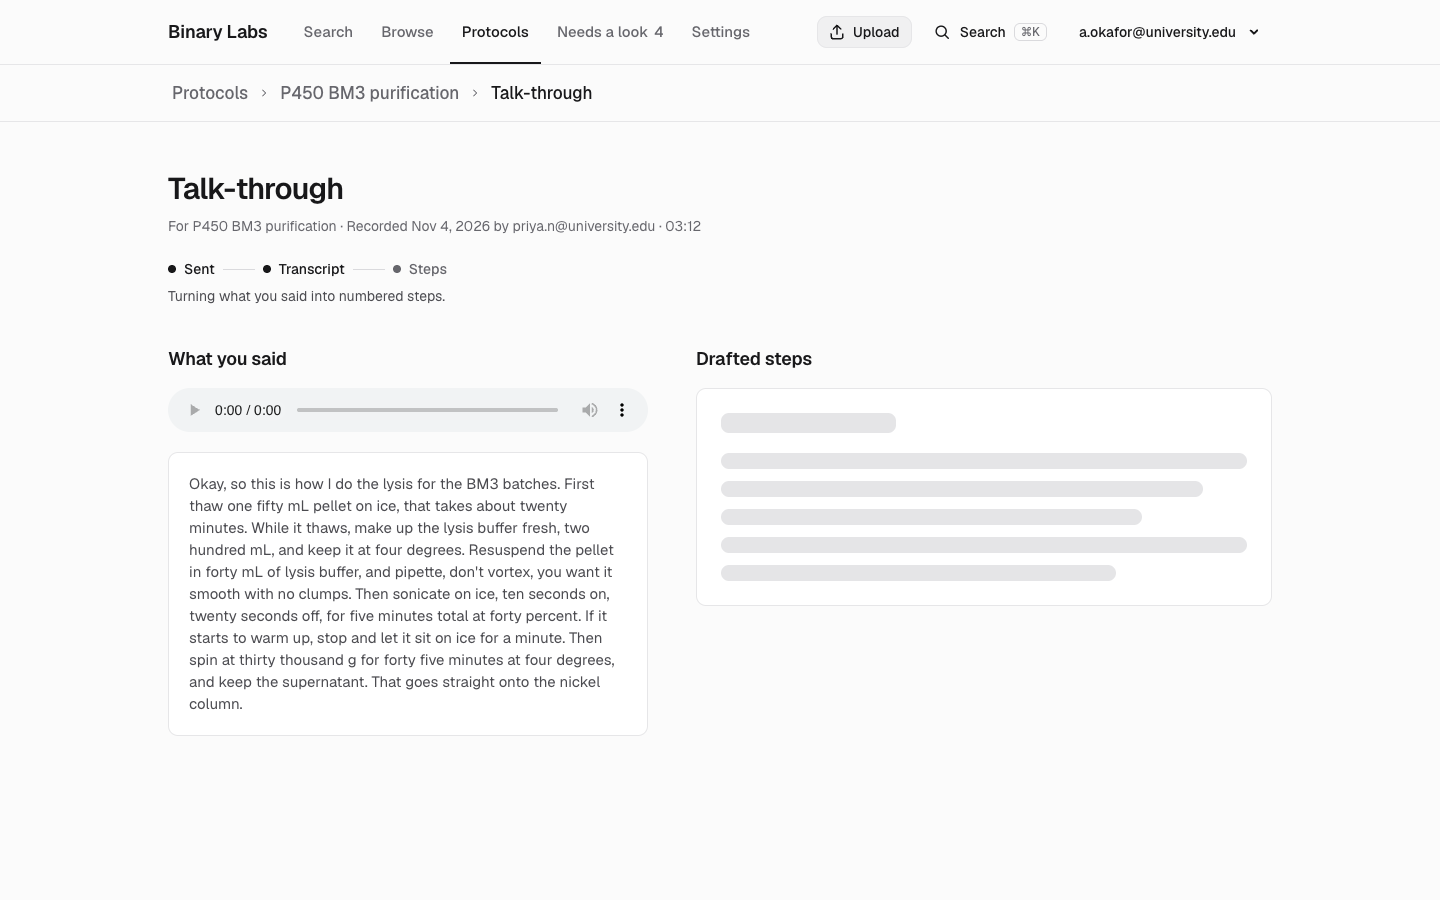 Binary Labs Search Browse Protocols Needs a look 4 Settings Upload Search ⌘K a.okafor@university.edu
Protocols › P450 BM3 purification › Talk-through
Talk-through
For P450 BM3 purification · Recorded Nov 4, 2026 by priya.n@university.edu · 03:12
Sent Transcript Steps
Turning what you said into numbered steps.
What you said
0:00 / 0:00
Okay, so this is how I do the lysis for the BM3 batches. First
thaw one fifty mL pellet on ice, that takes about twenty
minutes. While it thaws, make up the lysis buffer fresh, two
hundred mL, and keep it at four degrees. Resuspend the pellet
in forty mL of lysis buffer, and pipette, don't vortex, you want it
smooth with no clumps. Then sonicate on ice, ten seconds on,
twenty seconds off, for five minutes total at forty percent. If it
starts to warm up, stop and let it sit on ice for a minute. Then
spin at thirty thousand g for forty five minutes at four degrees,
and keep the supernatant. That goes straight onto the nickel
column.
Drafted steps